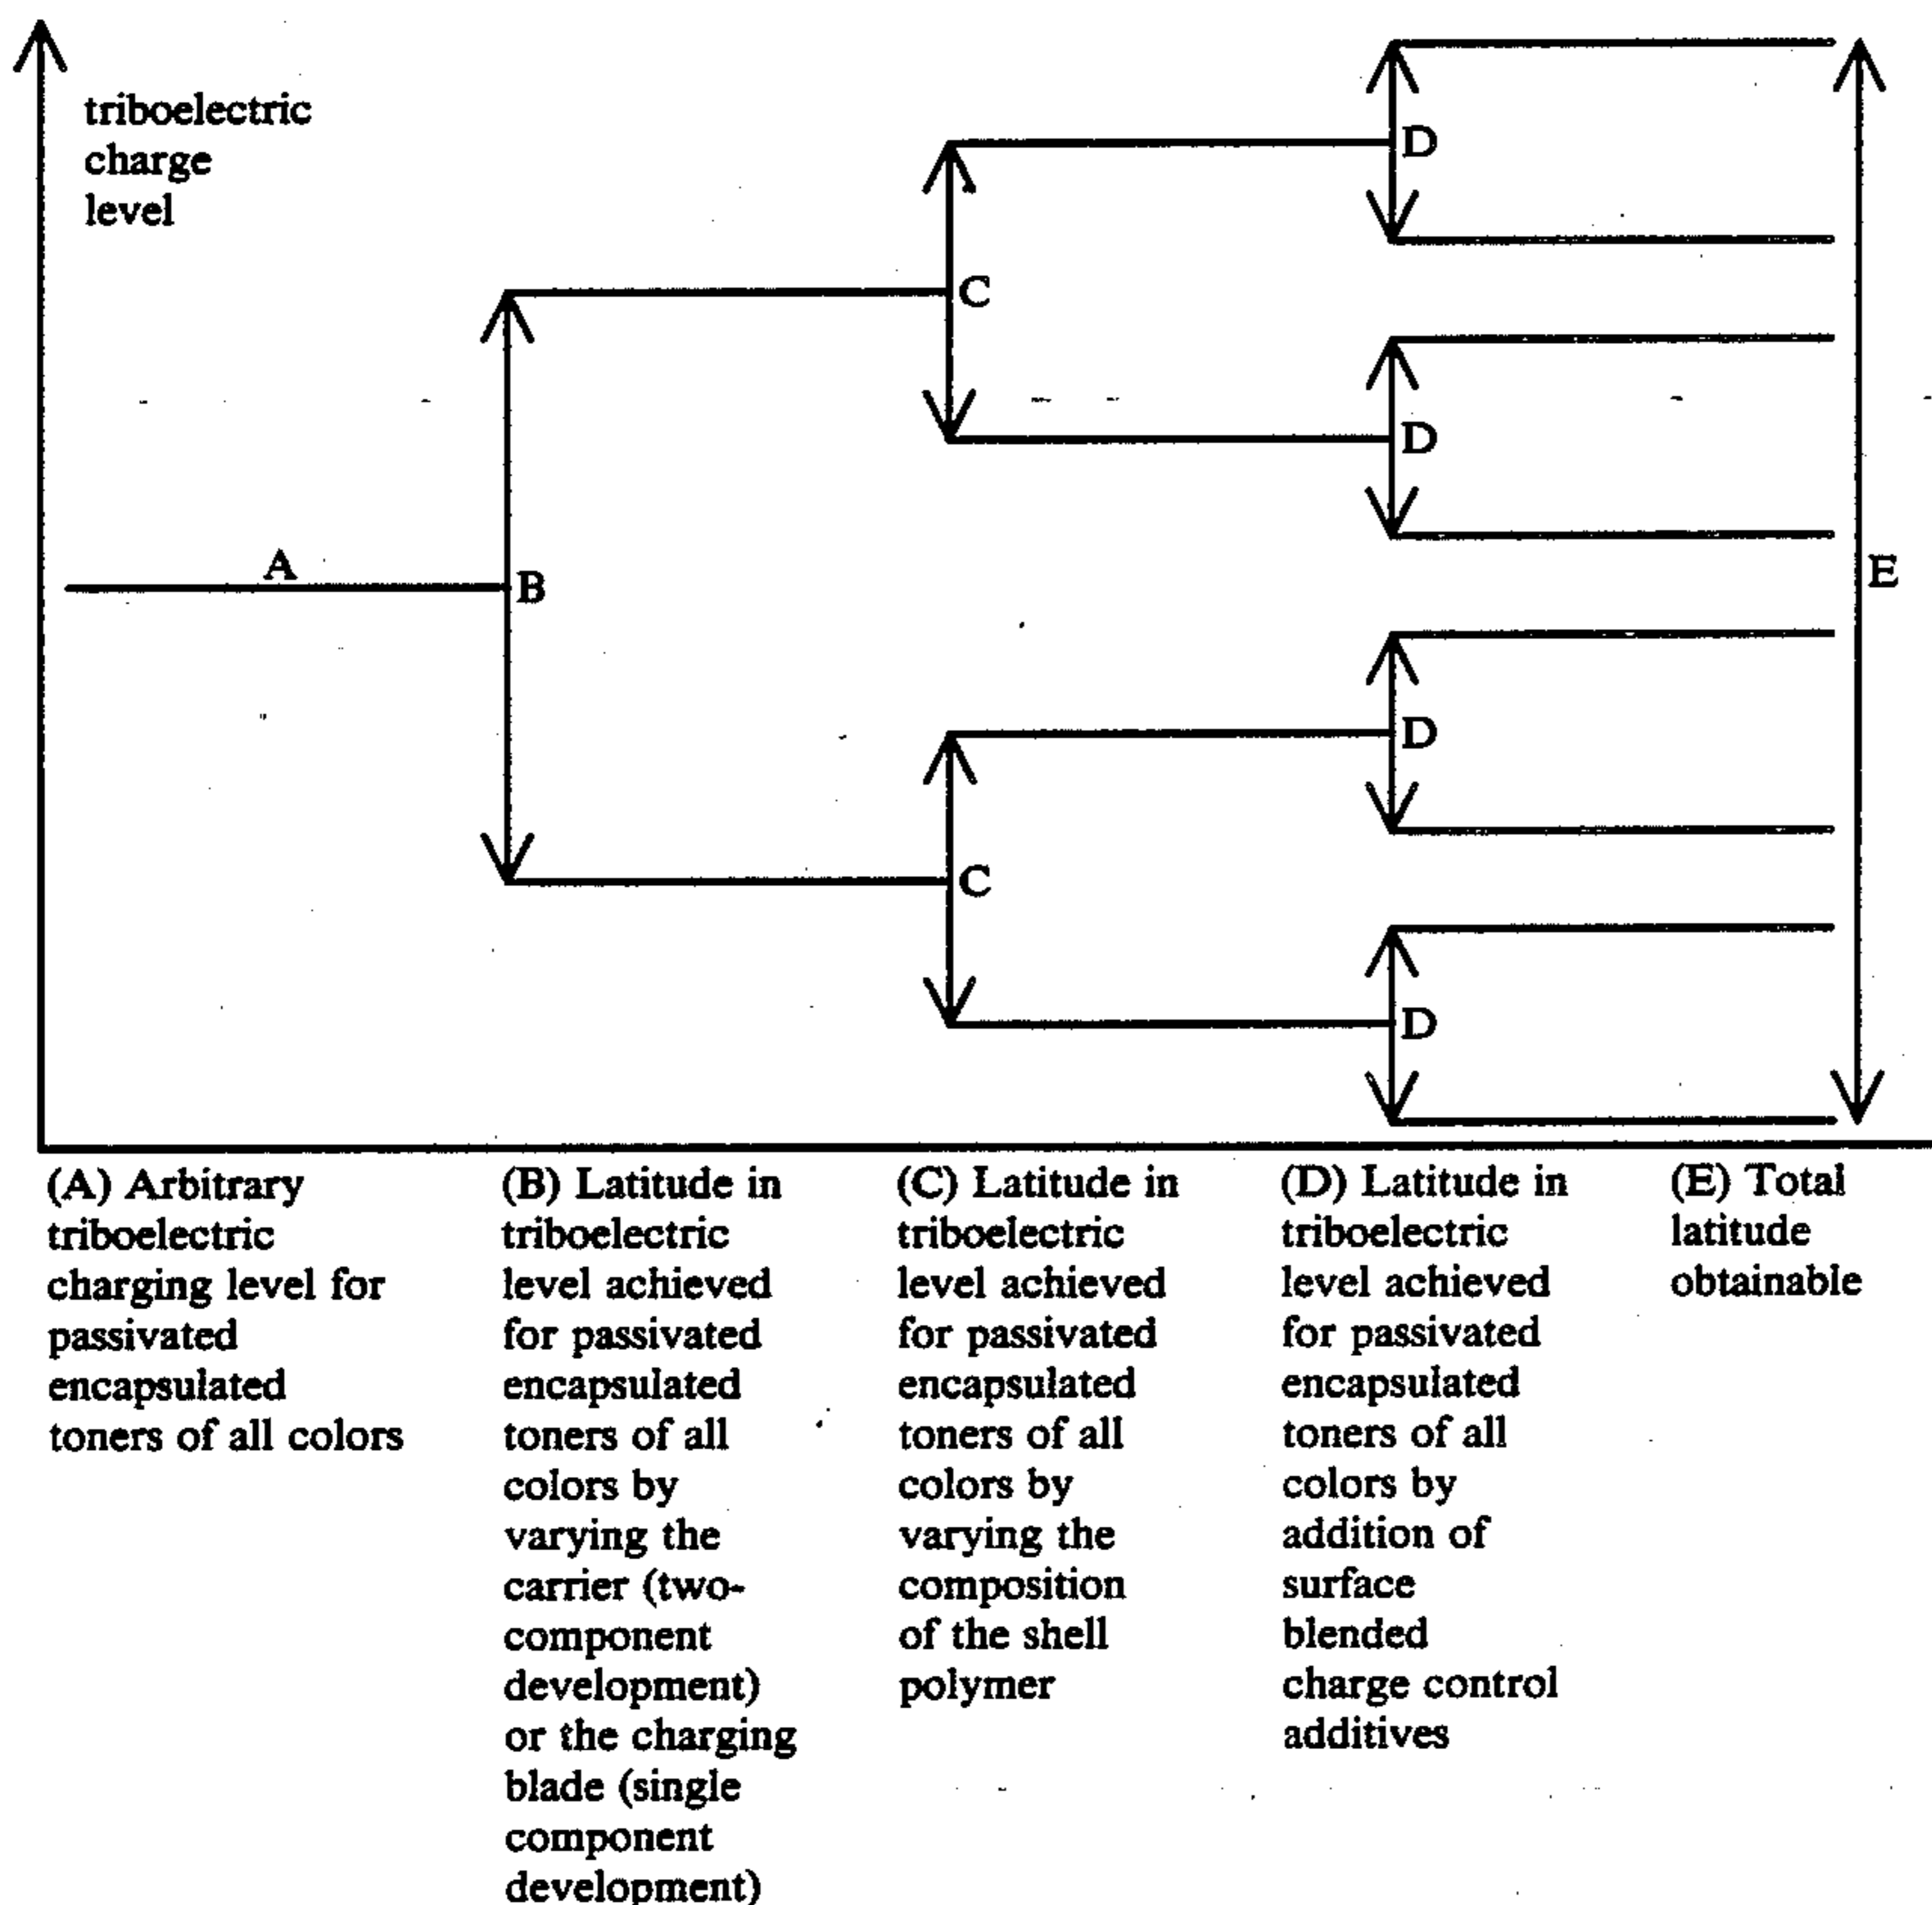 triboelectric
charge
level
D
C
D
A
B
E
D
C
D
(A) Arbitrary
triboelectric
charging level for
passivated
encapsulated
toners of all colors
(B) Latitude in
triboelectric
level achieved
for passivated
encapsulated
toners of all
colors by
varying the
carrier (two-
component
development)
or the charging
blade (single
component
development)
(C) Latitude in
triboelectric
level achieved
for passivated
encapsulated
toners of all
colors by
varying the
composition
of the shell
polymer
(D) Latitude in
triboelectric
level achieved
for passivated
encapsulated
toners of all
colors by
addition of
surface
blended
charge control
additives
(E) Total
latitude
obtainable